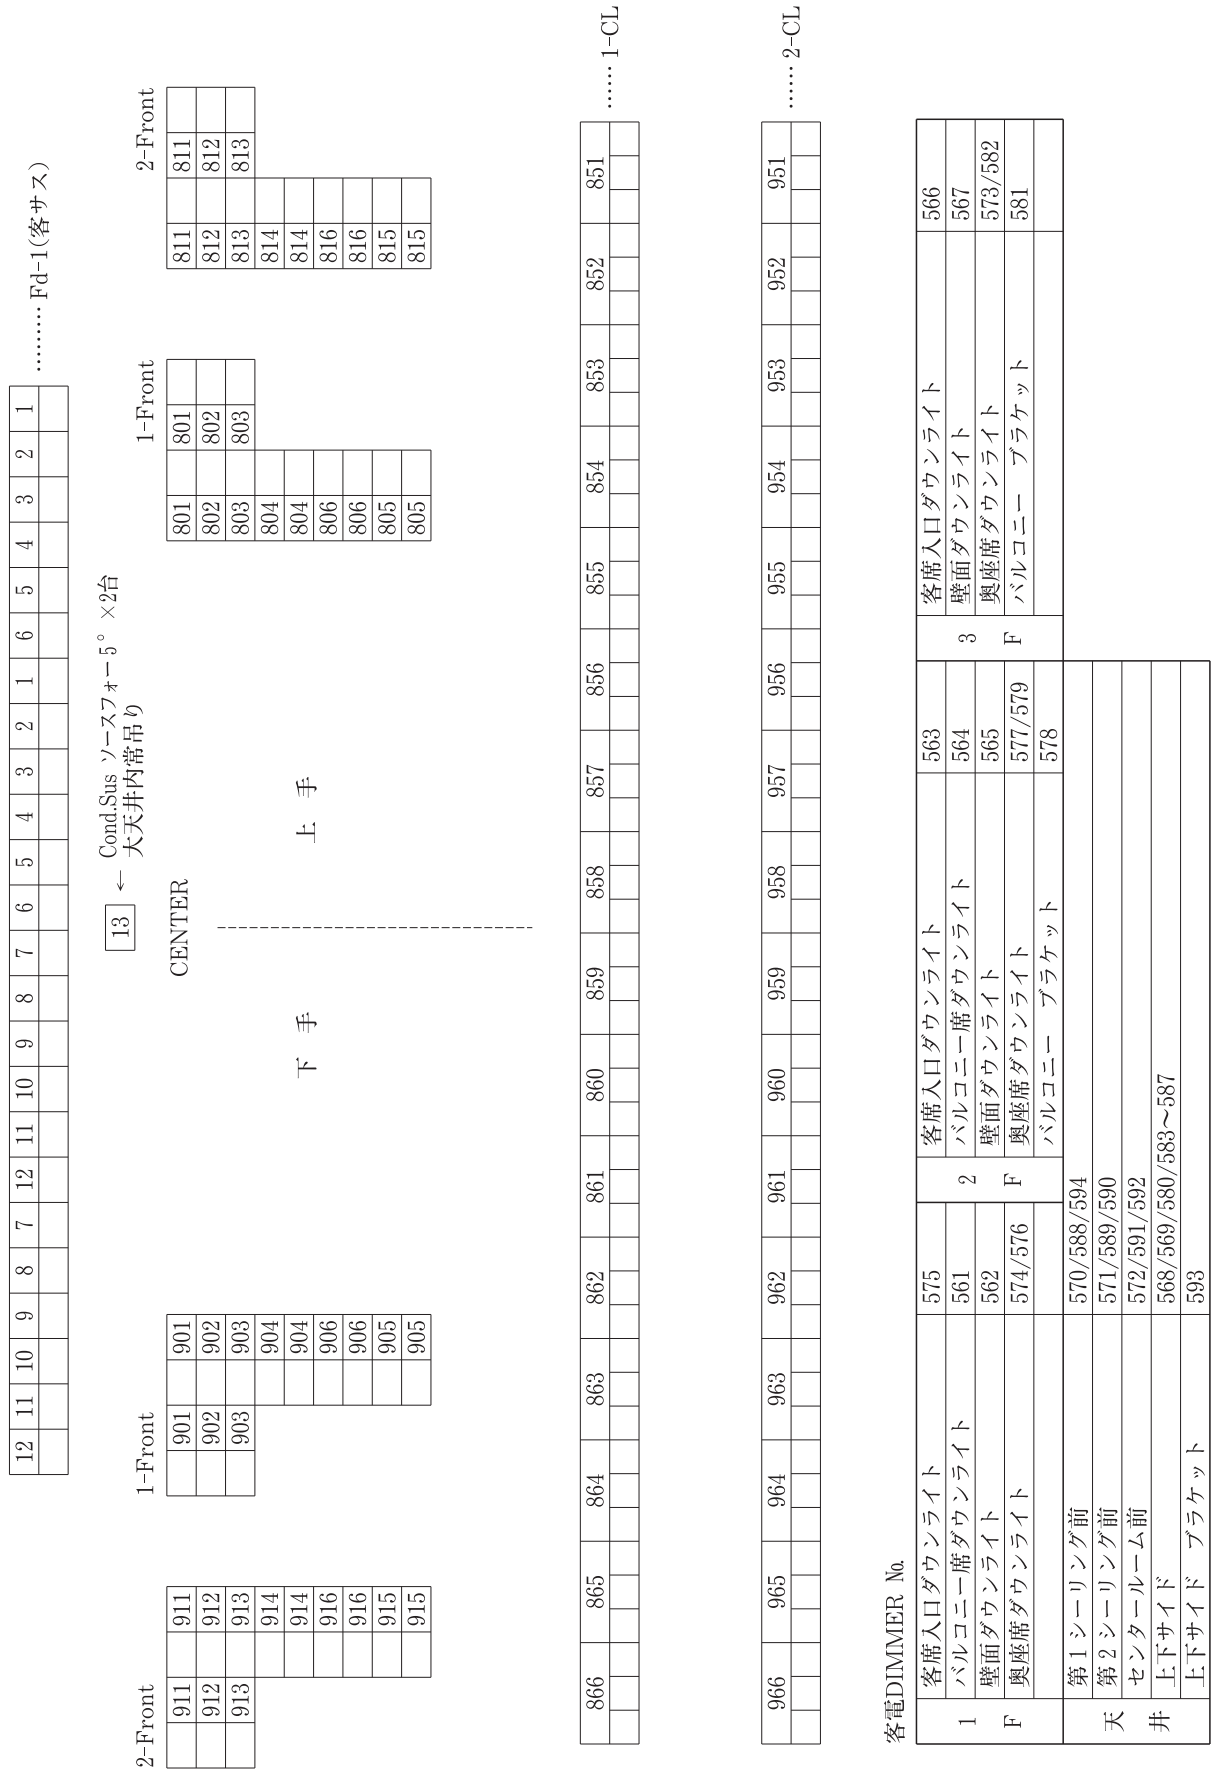 12 11 10 9 8 7 12 11 10 9 8 7 6 5 4 3 2 1 6 5 4 3 2 1 ……… Fd-1(客サス)
13 ← Cond.Sus ソースフォー5° ×2台
大天井内常吊り
2-Front 1-Front CENTER 1-Front 2-Front
911 911 901 901 801 801 811 811
912 912 902 902 802 802 812 812
913 913 903 903 803 803 813 813
914 904 804 814
914 904 804 814
916 906 下 手 上 手 806 816
916 906 806 816
915 905 805 815
915 905 805 815
866 865 864 863 862 861 860 859 858 857 856 855 854 853 852 851 …… 1-CL
966 965 964 963 962 961 960 959 958 957 956 955 954 953 952 951 …… 2-CL
客電DIMMER №
1F
客席入口ダウンライト 575
バルコニー席ダウンライト 561
壁面ダウンライト 562
奥座席ダウンライト 574/576
2F
客席入口ダウンライト 563
バルコニー席ダウンライト 564
壁面ダウンライト 565
奥座席ダウンライト 577/579
バルコニー ブラケット 578
3F
客席入口ダウンライト 566
壁面ダウンライト 567
奥座席ダウンライト 573/582
バルコニー ブラケット 581
天井
第1シーリング前 570/588/594
第2シーリング前 571/589/590
センタールーム前 572/591/592
上下サイド 568/569/580/583〜587
上下サイド ブラケット 593